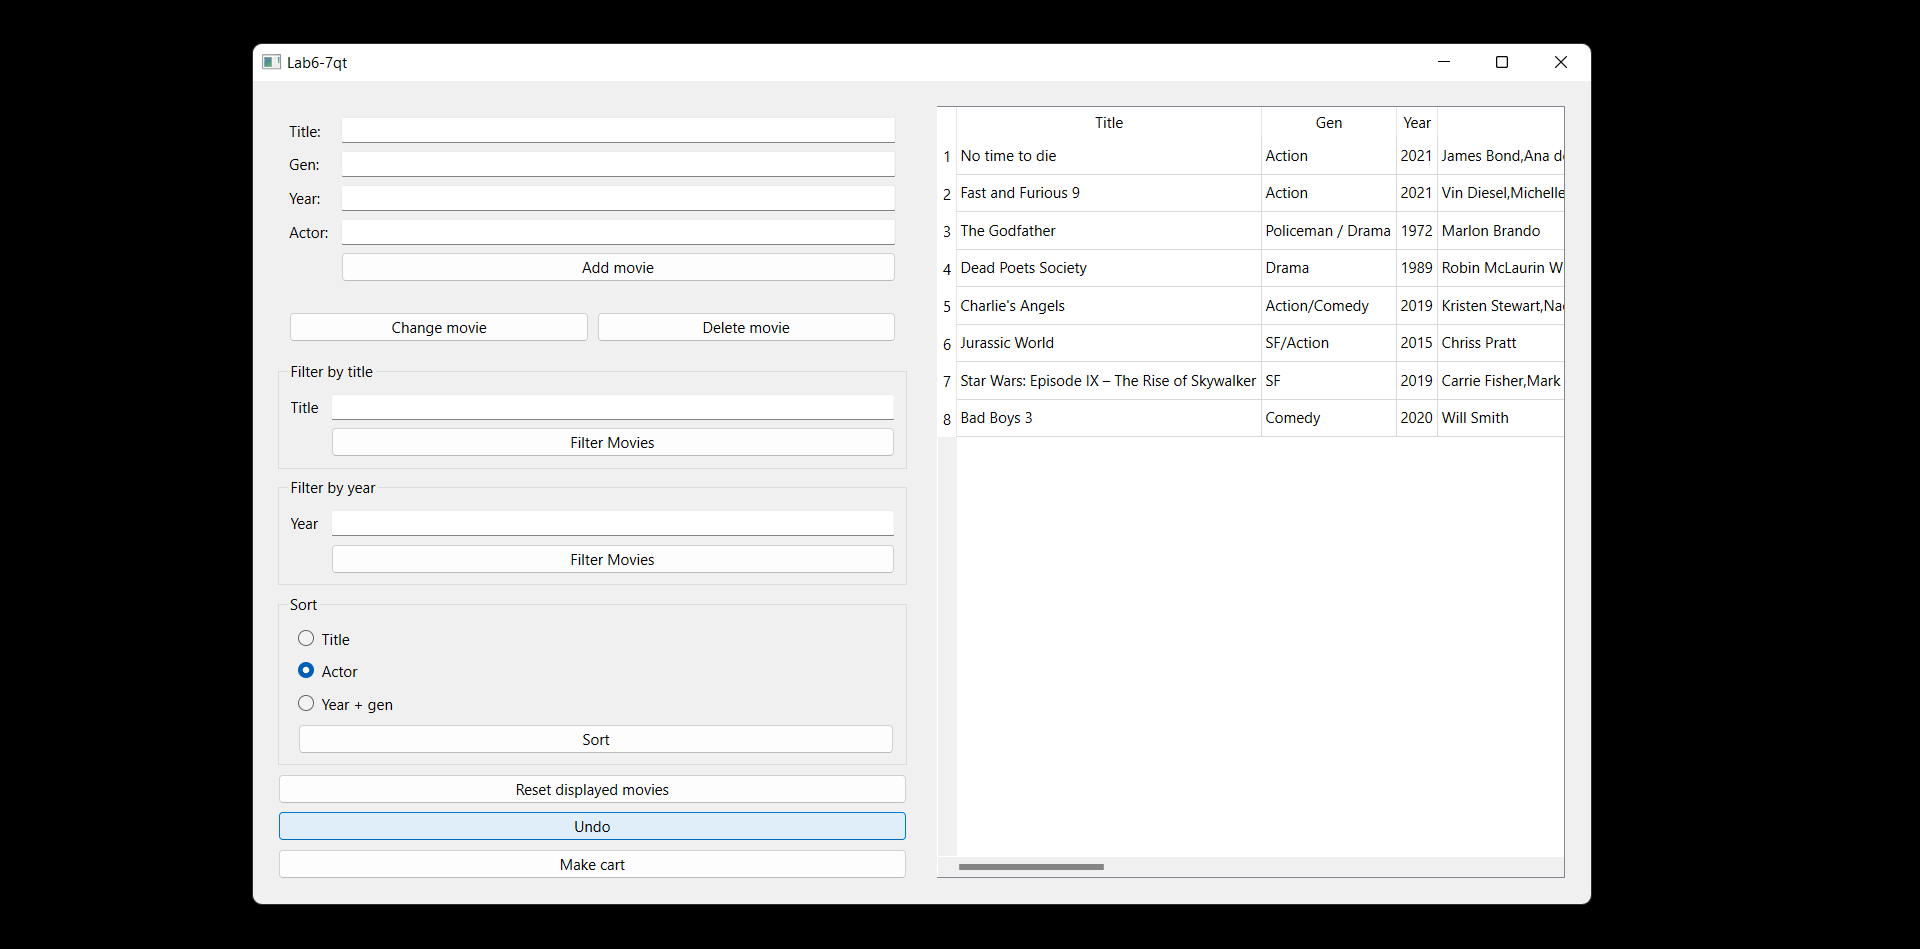 Lab6-7qt
Title:
Gen:
Year:
Actor:
Add movie
Change movie Delete movie
Filter by title
Title
Filter Movies
Filter by year
Year
Filter Movies
Sort
Title
Actor
Year + gen
Sort
Reset displayed movies
Undo
Make cart
Title Gen Year
1 No time to die Action 2021 James Bond,Ana d
2 Fast and Furious 9 Action 2021 Vin Diesel,Michelle
3 The Godfather Policeman / Drama 1972 Marlon Brando
4 Dead Poets Society Drama 1989 Robin McLaurin W
5 Charlie's Angels Action/Comedy 2019 Kristen Stewart,Na
6 Jurassic World SF/Action 2015 Chriss Pratt
7 Star Wars: Episode IX – The Rise of Skywalker SF 2019 Carrie Fisher,Mark
8 Bad Boys 3 Comedy 2020 Will Smith